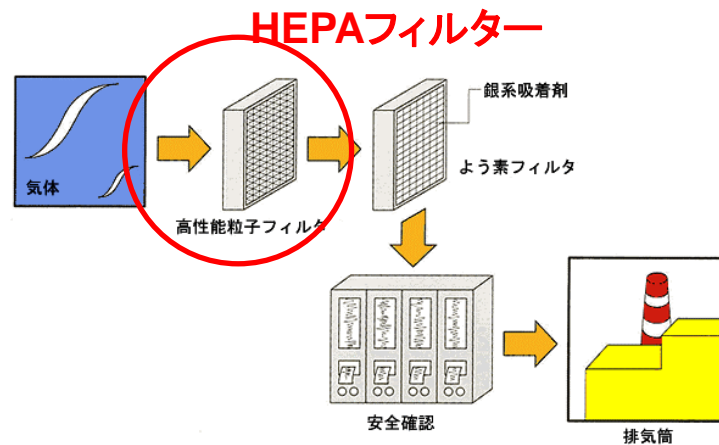 HEPAフィルター
銀系吸着剤
よう素フィルタ
気体
高性能粒子フィルタ
安全確認
排気筒